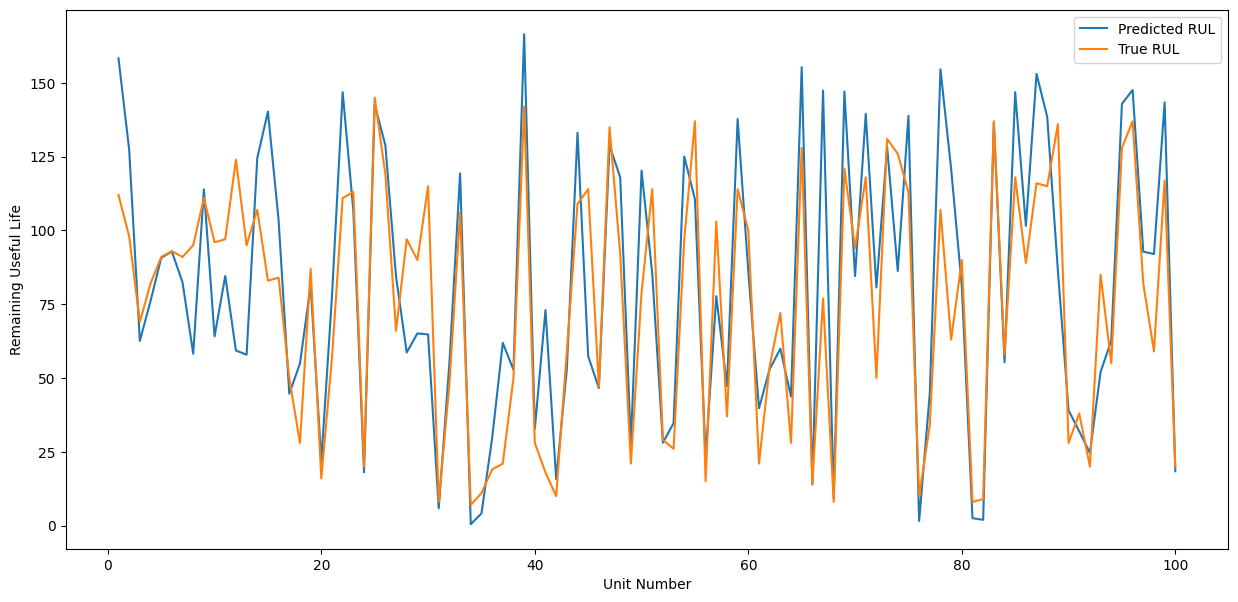 Predicted RUL
True RUL
Remaining Useful Life
150
125
100
75
50
25
0
0 20 40 60 80 100
Unit Number